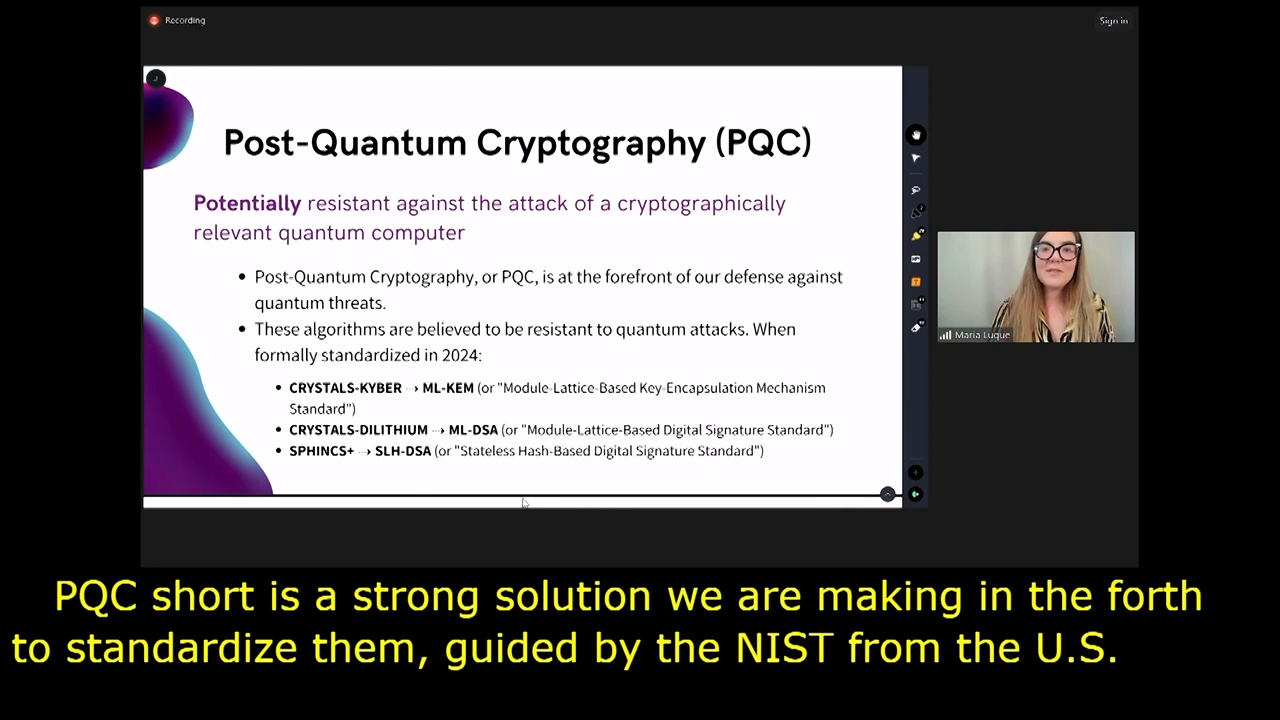 Recording
Sign in
Post-Quantum Cryptography (PQC)
Potentially resistant against the attack of a cryptographically
relevant quantum computer
• Post-Quantum Cryptography, or PQC, is at the forefront of our defense against
quantum threats.
• These algorithms are believed to be resistant to quantum attacks. When
formally standardized in 2024:
• CRYSTALS-KYBER ⇢ ML-KEM (or "Module-Lattice-Based Key-Encapsulation Mechanism
Standard")
• CRYSTALS-DILITHIUM ⇢ ML-DSA (or "Module-Lattice-Based Digital Signature Standard")
• SPHINCS+ ⇢ SLH-DSA (or "Stateless Hash-Based Digital Signature Standard")
Maria Luque
PQC short is a strong solution we are making in the forth
to standardize them, guided by the NIST from the U.S.